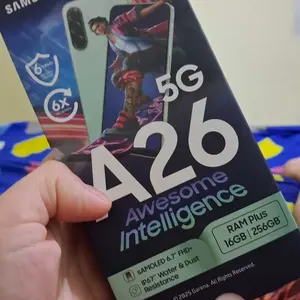 SAMSU
6
6X
5G
A26
Awesome
Intelligence
RAM Plus
16GB | 256GB
SAMOLED 6.7" FHD+
IP67 Water & Dust
Resistance
© 2025 Garena. All Rights Reserved.